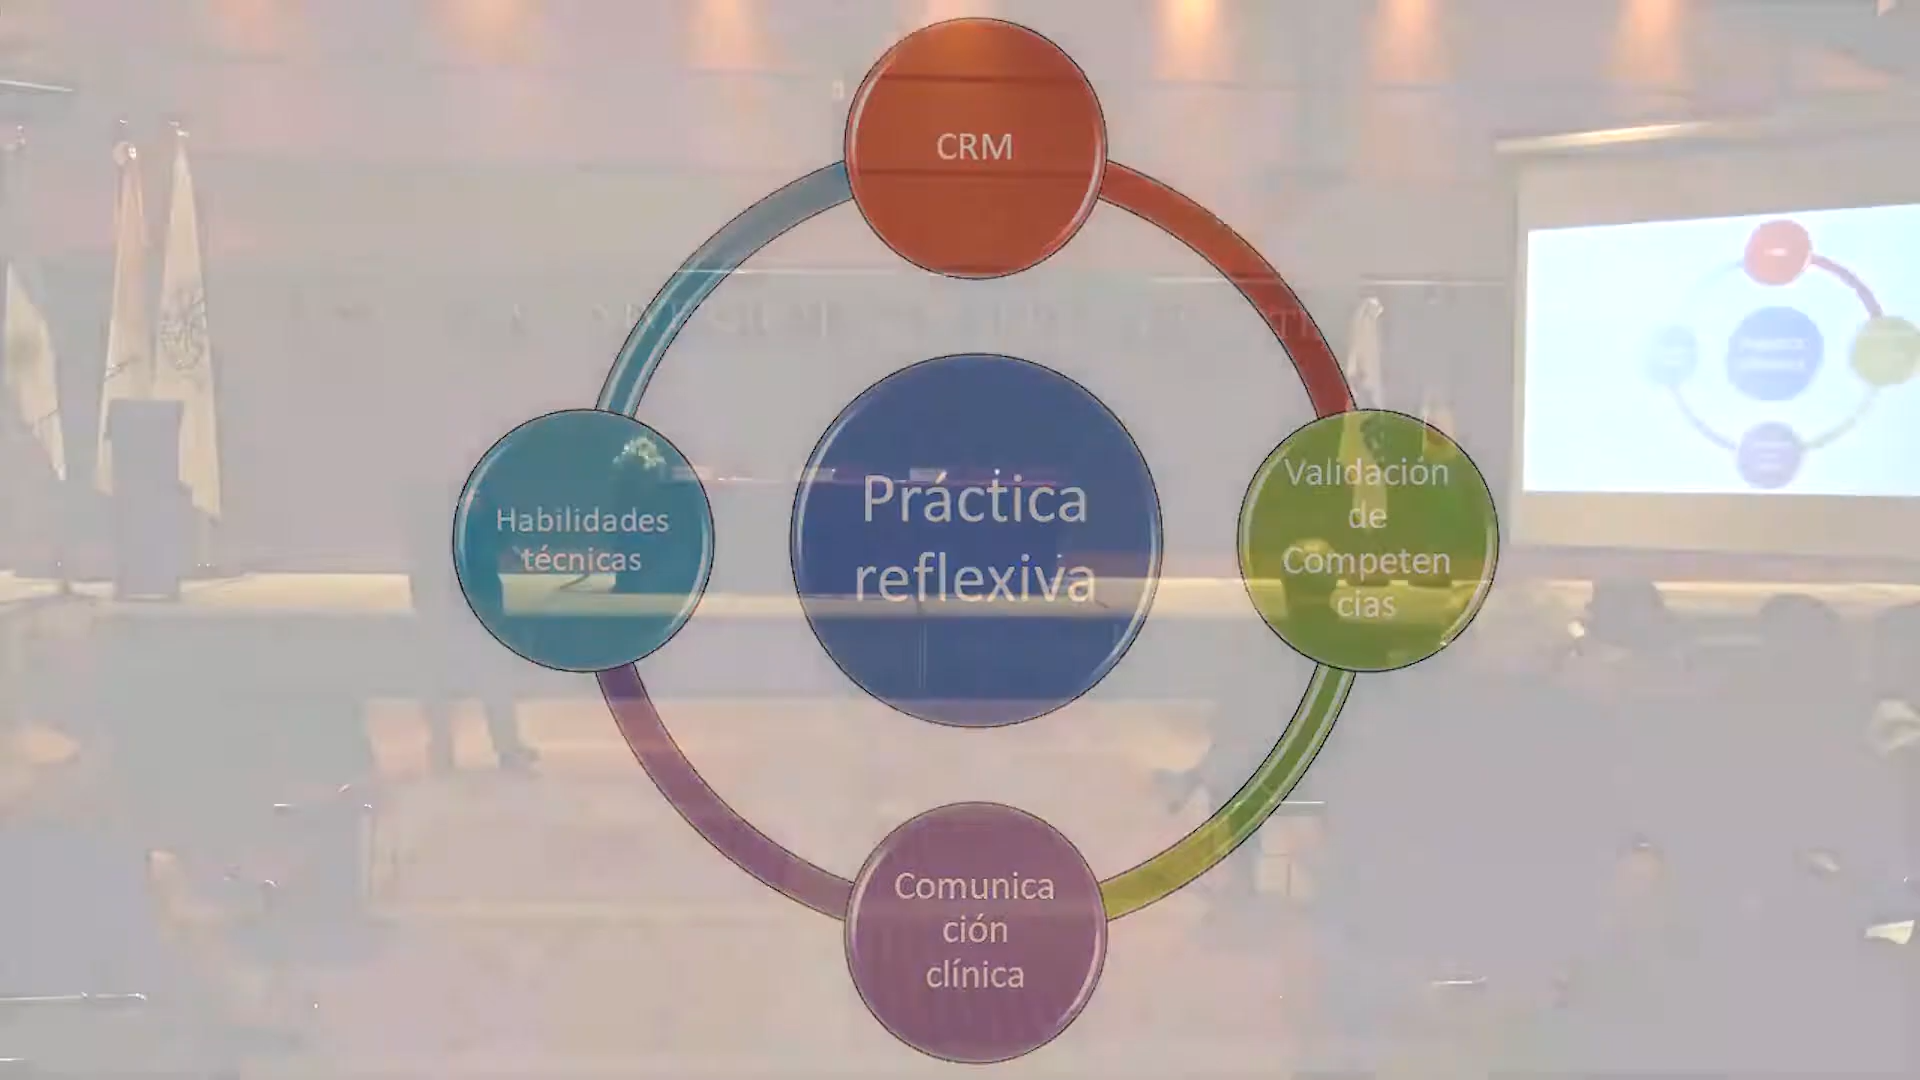 CRM
Habilidades
técnicas
Práctica
reflexiva
Validación
de
Competen
cias
Comunica
ción
clínica